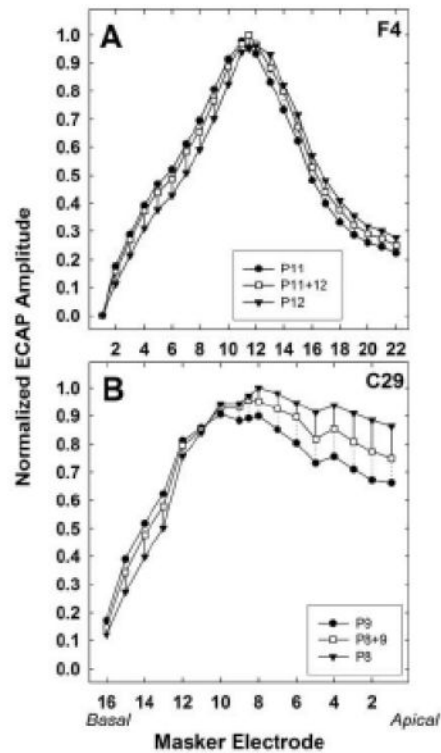 A F4
1.0
0.9
0.8
0.7
0.6
0.5
0.4
0.3
0.2
0.1
0.0
P11
P11+12
P12
2 4 6 8 10 12 14 16 18 20 22
Normalized ECAP Amplitude
B C29
1.0
0.9
0.8
0.7
0.6
0.5
0.4
0.3
0.2
0.1
0.0
P9
P8+9
P8
16 14 12 10 8 6 4 2
Basal Apical
Masker Electrode